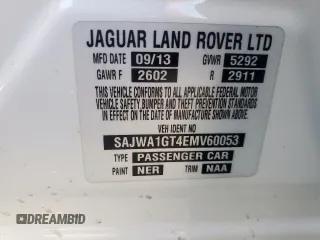 JAGUAR LAND ROVER LTD
MFD DATE 09/13 GVWR 5292
GAWR F 2602 R 2911
THIS VEHICLE CONFORMS TO ALL APPLICABLE FEDERAL MOTOR
VEHICLE SAFETY, BUMPER AND THEFT PREVENTION STANDARDS
IN EFFECT ON THE DATE OF MANUFACTURE SHOWN ABOVE.
VEH IDENT NO
SAJWA1GT4EMV60053
TYPE PASSENGER CAR
PAINT NER TRIM NAA
DREAMBID